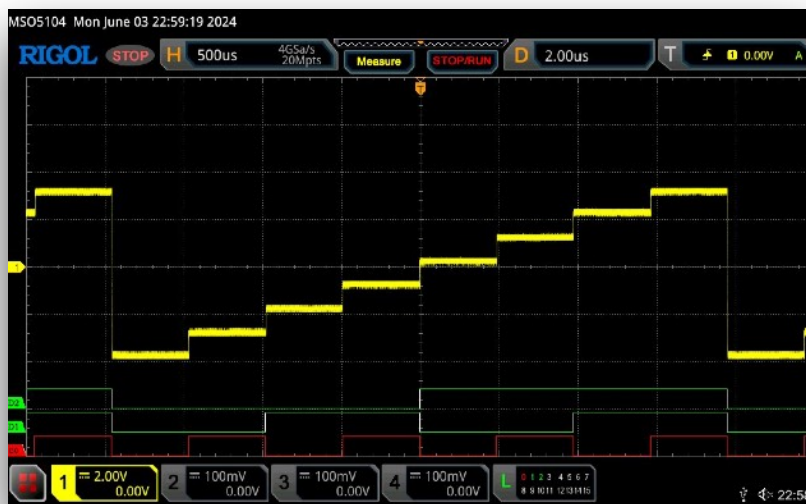 MSO5104 Mon June 03 22:59:19 2024
RIGOL STOP H 500us 4GSa/s 20Mpts Measure STOP/RUN D 2.00us T 1 0.00V A
T
1
D2
D1
D0
1 2.00V 0.00V 2 100mV 0.00V 3 100mV 0.00V 4 100mV 0.00V L 0 1 2 3 4 5 6 7 8 9 10 11 12 13 14 15